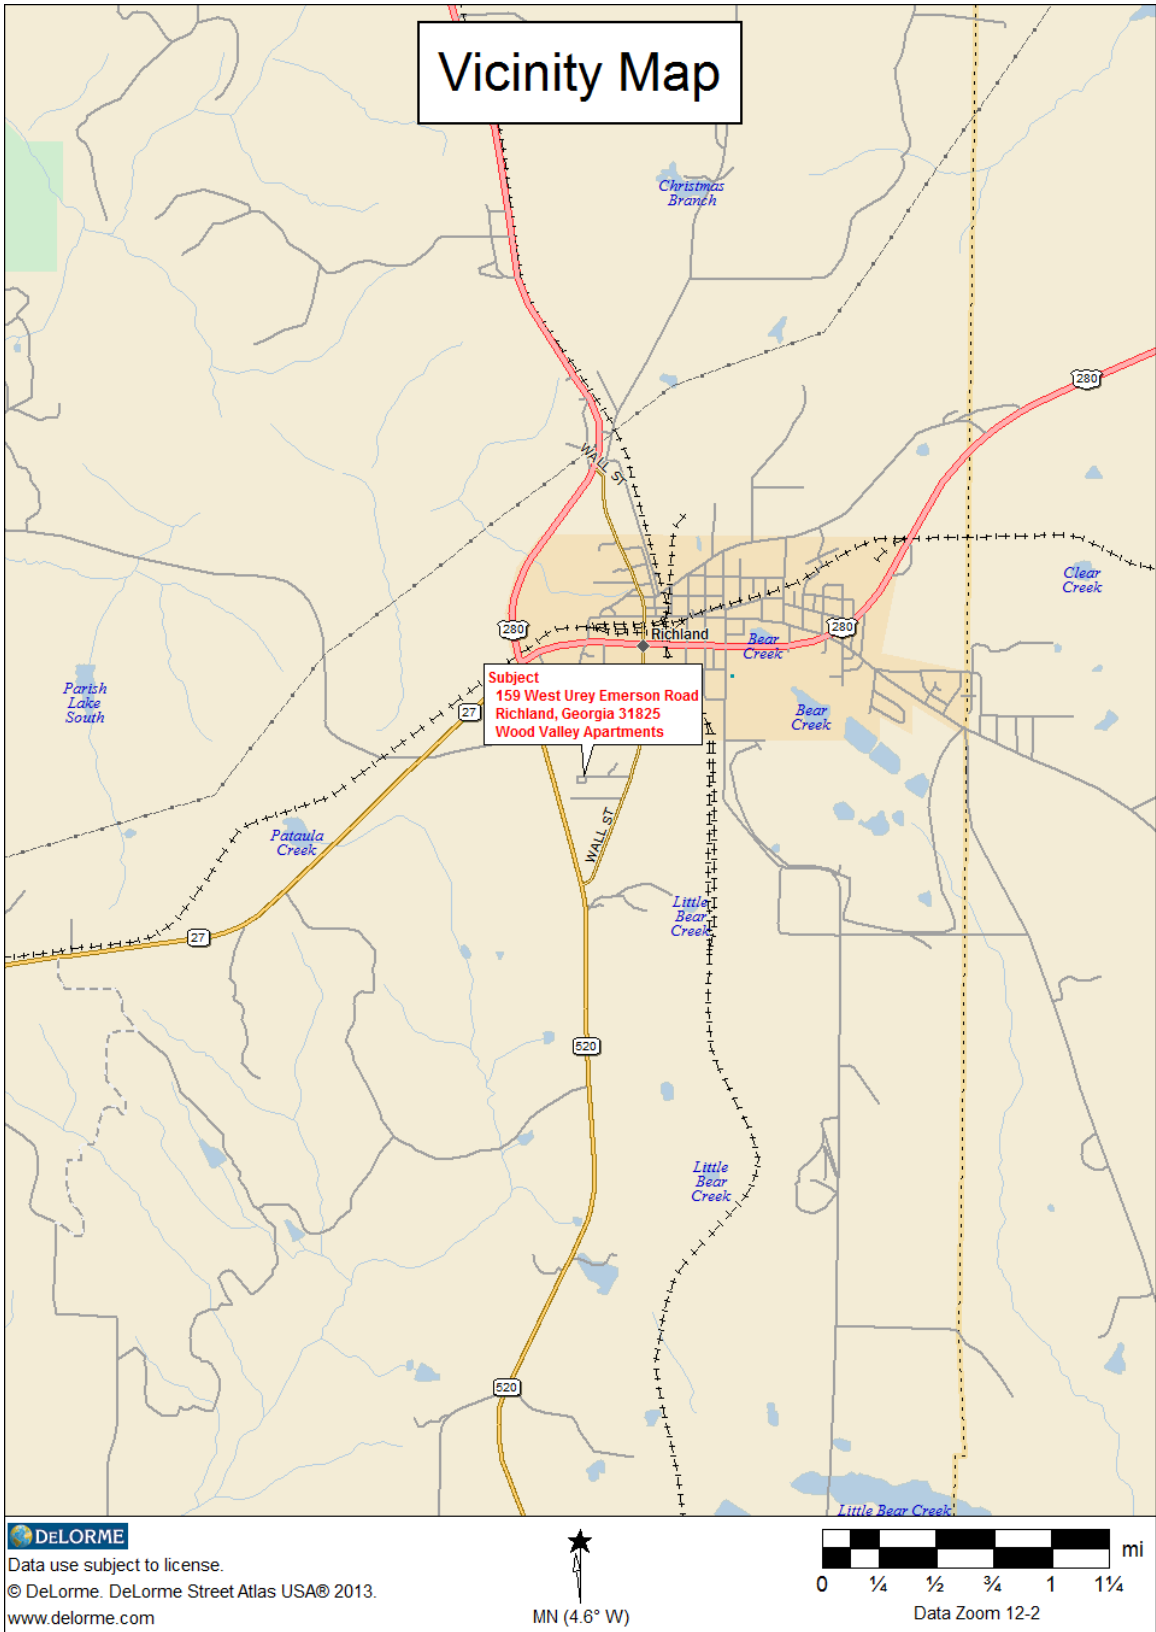 Vicinity Map
Christmas
Branch
280
WALL ST
Clear
Creek
280
Richland
280
Bear
Creek
Subject
159 West Urey Emerson Road
Richland, Georgia 31825
Wood Valley Apartments
Parish
Lake
South
27
Bear
Creek
WALL ST
Pataula
Creek
Little
Bear
Creek
27
520
Little
Bear
Creek
520
Little Bear Creek
DELORME
Data use subject to license.
© DeLorme. DeLorme Street Atlas USA® 2013.
www.delorme.com
MN (4.6° W)
mi
0 ¼ ½ ¾ 1 1¼
Data Zoom 12-2